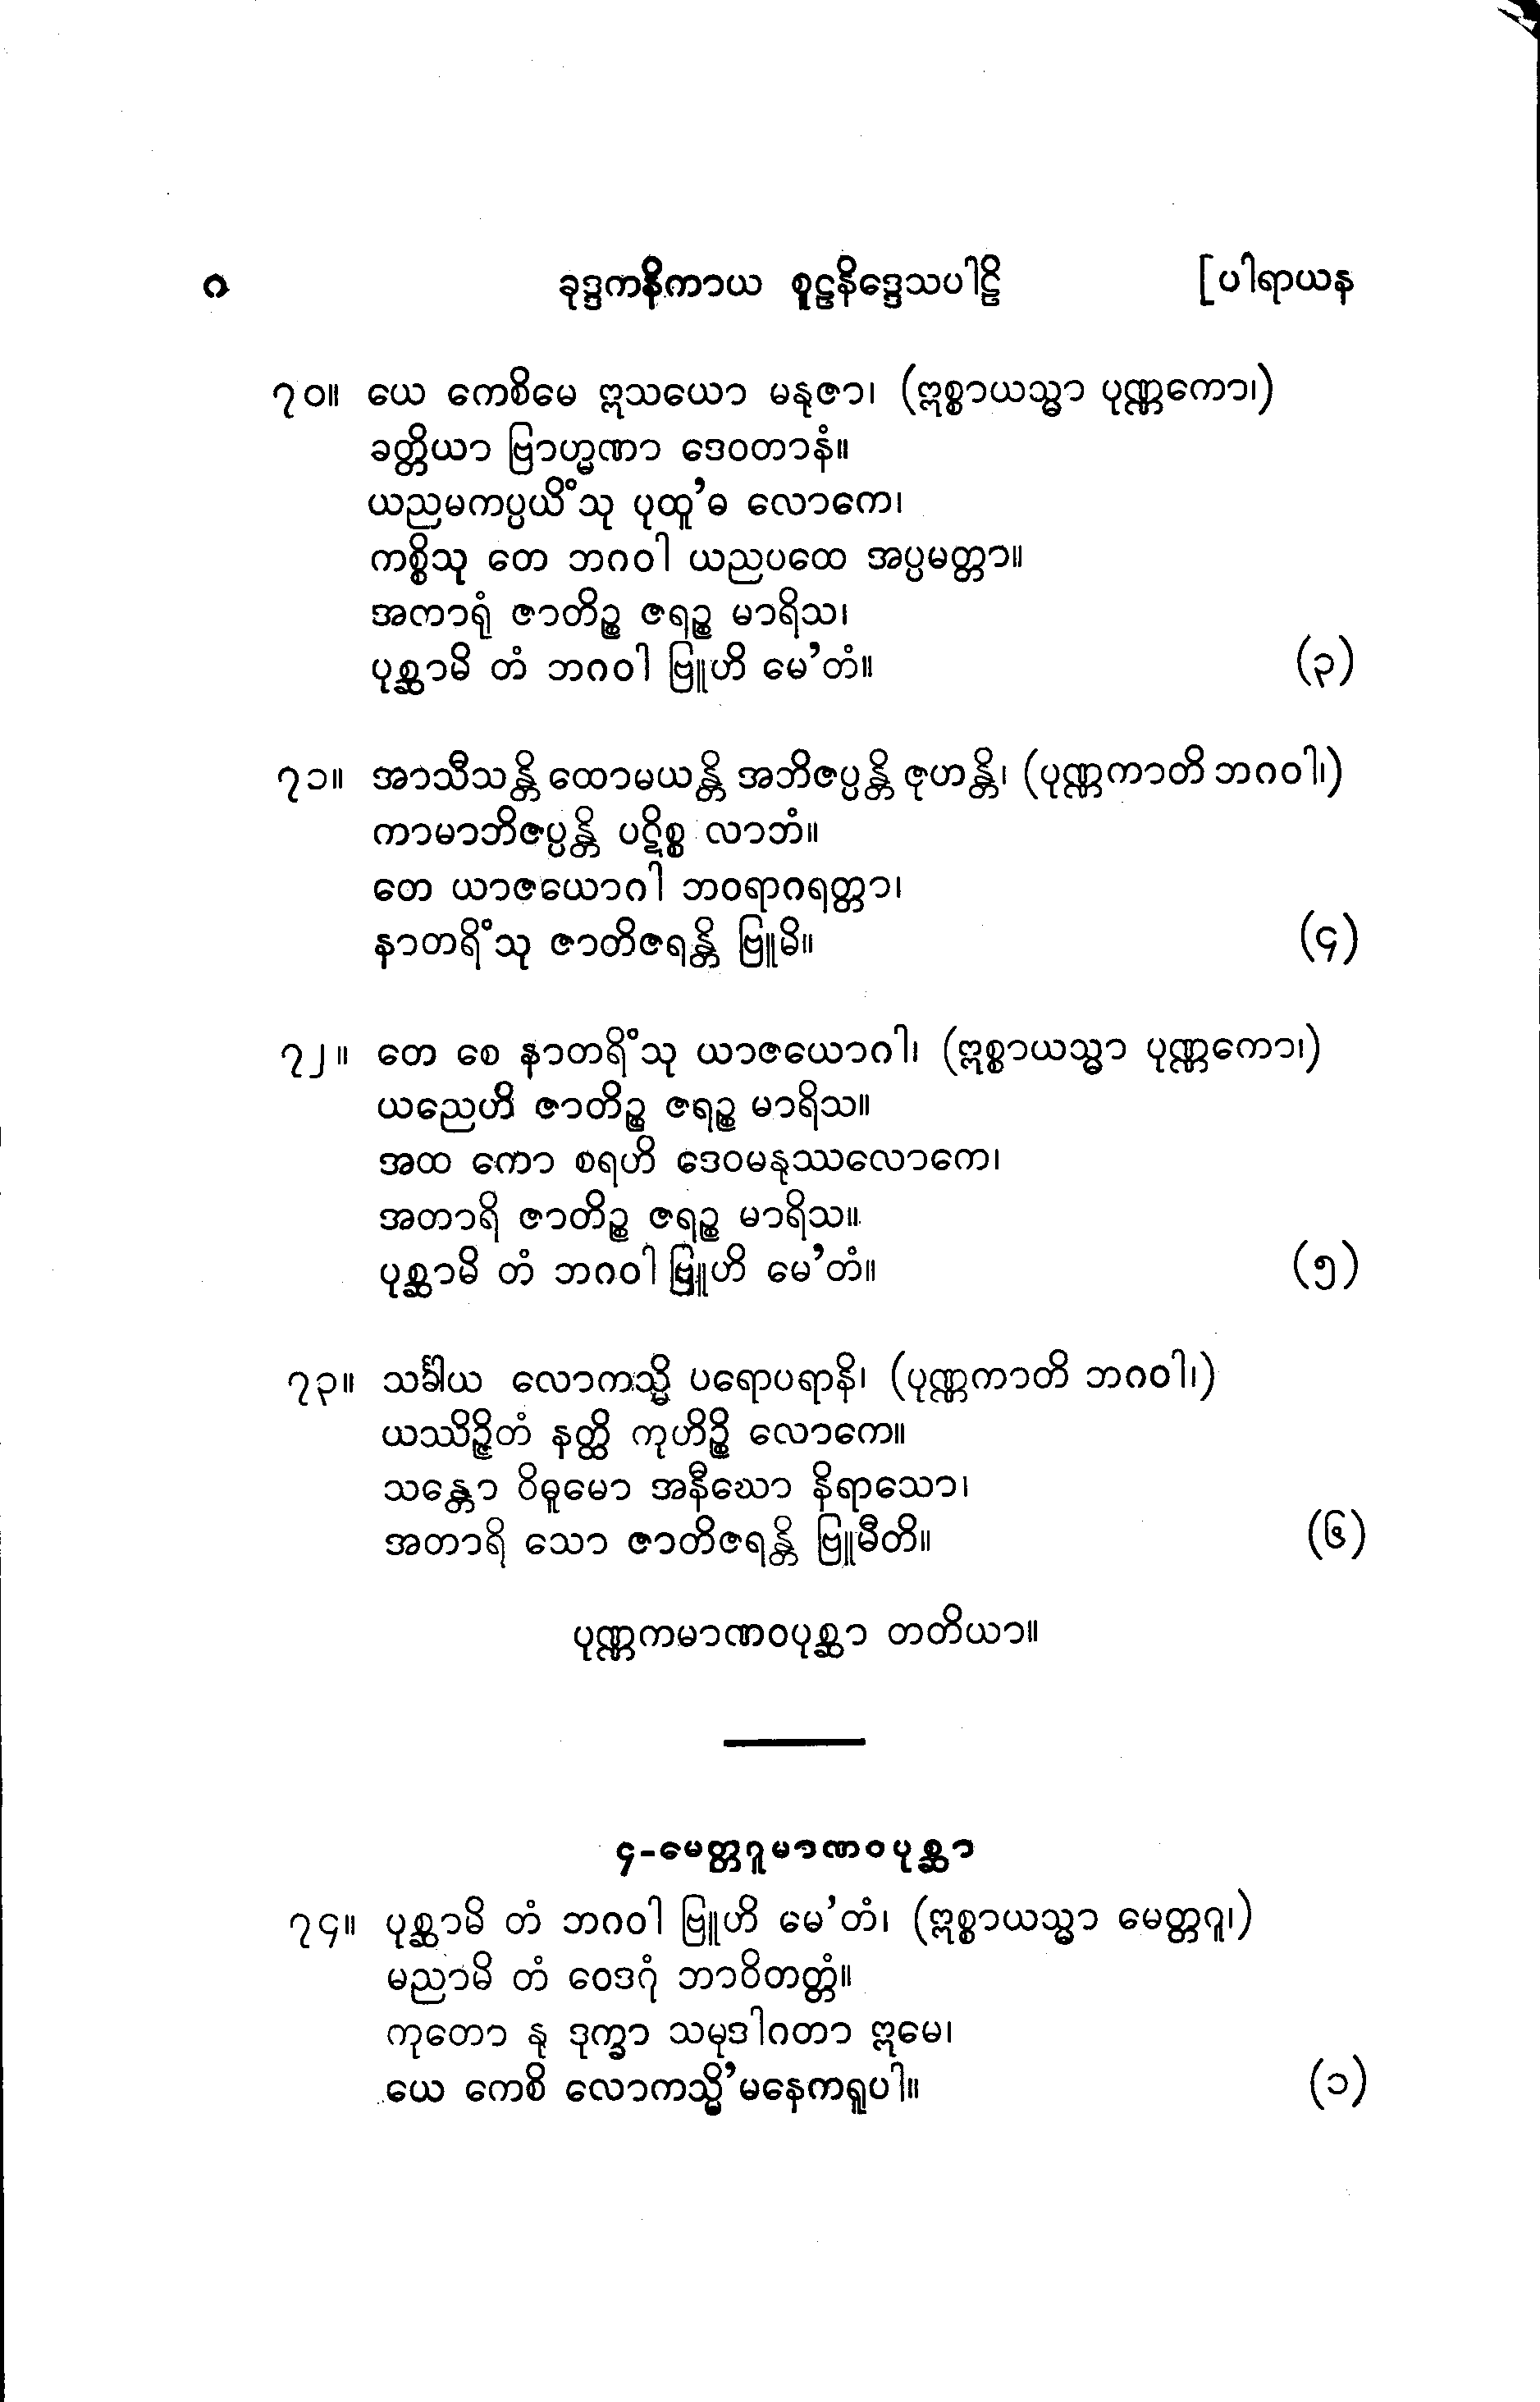 ၈ ခုဒ္ဒကနိကာယ စူဠနိဒ္ဒေသပါဠိ [ပါရာယန
၇၀။ ယေ ကေစိမေ ဣသယော မနုဇာ၊ (ဣစ္စာယသ္မာ ပုဏ္ဏကော၊)
ခတ္တိယာ ဗြာဟ္မဏာ ဒေဝတာနံ။
ယညမကပ္ပယိံသု ပုထူ’ဓ လောကေ၊
ကစ္စိသု တေ ဘဂဝါ ယညပထေ အပ္ပမတ္တာ။
အကာရုံ ဇာတိဉ္စ ဇရဉ္စ မာရိသ၊
ပုစ္ဆာမိ တံ ဘဂဝါ ဗြူဟိ မေ’တံ။ (၃)
၇၁။ အာသီသန္တိ ထောမယန္တိ အဘိဇပ္ပန္တိ ဇုဟန္တိ၊ (ပုဏ္ဏကာတိ ဘဂဝါ၊)
ကာမာဘိဇပ္ပန္တိ ပဋိစ္စ လာဘံ။
တေ ယာဇယောဂါ ဘဝရာဂရတ္တာ၊
နာတရိံသု ဇာတိဇရန္တိ ဗြူမိ။ (၄)
၇၂။ တေ စေ နာတရိံသု ယာဇယောဂါ၊ (ဣစ္စာယသ္မာ ပုဏ္ဏကော၊)
ယညေဟိ ဇာတိဉ္စ ဇရဉ္စ မာရိသ။
အထ ကော စရဟိ ဒေဝမနုဿလောကေ၊
အတာရိ ဇာတိဉ္စ ဇရဉ္စ မာရိသ။
ပုစ္ဆာမိ တံ ဘဂဝါ ဗြူဟိ မေ’တံ။ (၅)
၇၃။ သင်္ခါယ လောကသ္မိ ပရောပရာနိ၊ (ပုဏ္ဏကာတိ ဘဂဝါ၊)
ယဿိဉ္ဇိတံ နတ္ထိ ကုဟိဉ္စိ လောကေ။
သန္တော ဝိဓူမော အနီဃော နိရာသော၊
အတာရိ သော ဇာတိဇရန္တိ ဗြူမီတိ။ (၆)
ပုဏ္ဏကမာဏဝပုစ္ဆာ တတိယာ။
၄-မေတ္တဂူမာဏဝပုစ္ဆာ
၇၄။ ပုစ္ဆာမိ တံ ဘဂဝါ ဗြူဟိ မေ’တံ၊ (ဣစ္စာယသ္မာ မေတ္တဂူ၊)
မညာမိ တံ ဝေဒဂုံ ဘာဝိတတ္တံ။
ကုတော နု ဒုက္ခာ သမုဒါဂတာ ဣမေ၊
ယေ ကေစိ လောကသ္မိ’မနေကရူပါ။ (၁)